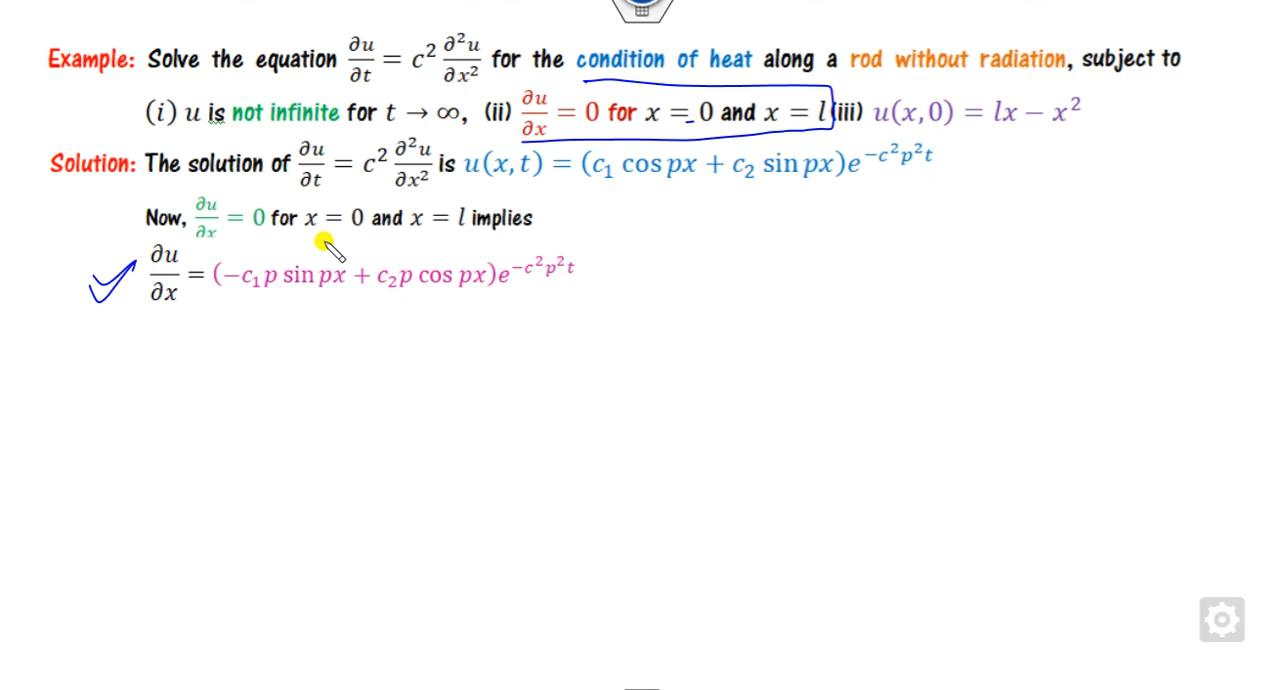 Example: Solve the equation ∂u/∂t = c² ∂²u/∂x² for the condition of heat along a rod without radiation, subject to
(i) u is not infinite for t → ∞, (ii) ∂u/∂x = 0 for x = 0 and x = l (iii) u(x, 0) = lx − x²
Solution: The solution of ∂u/∂t = c² ∂²u/∂x² is u(x, t) = (c₁ cos px + c₂ sin px)e^(−c²p²t)
Now, ∂u/∂x = 0 for x = 0 and x = l implies
∂u/∂x = (−c₁p sin px + c₂p cos px)e^(−c²p²t)